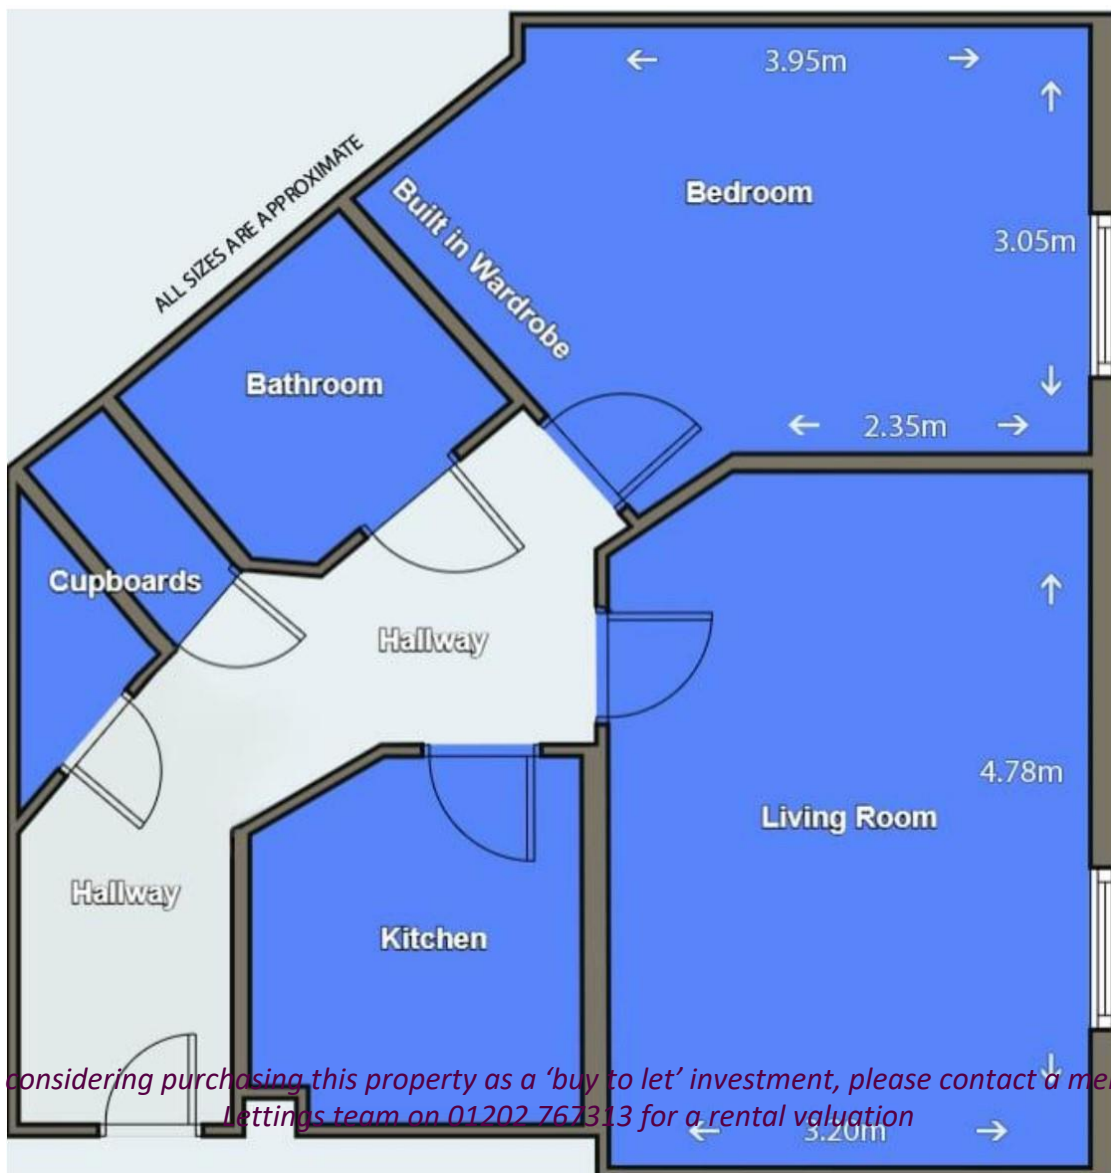 3.95m
Bedroom
ALL SIZES ARE APPROXIMATE
Built in Wardrobe
3.05m
Bathroom
2.35m
Cupboards
Hallway
4.78m
Living Room
Hallway
Kitchen
considering purchasing this property as a ‘buy to let’ investment, please contact a
Lettings team on 01202 767313 for a rental valuation
3.20m